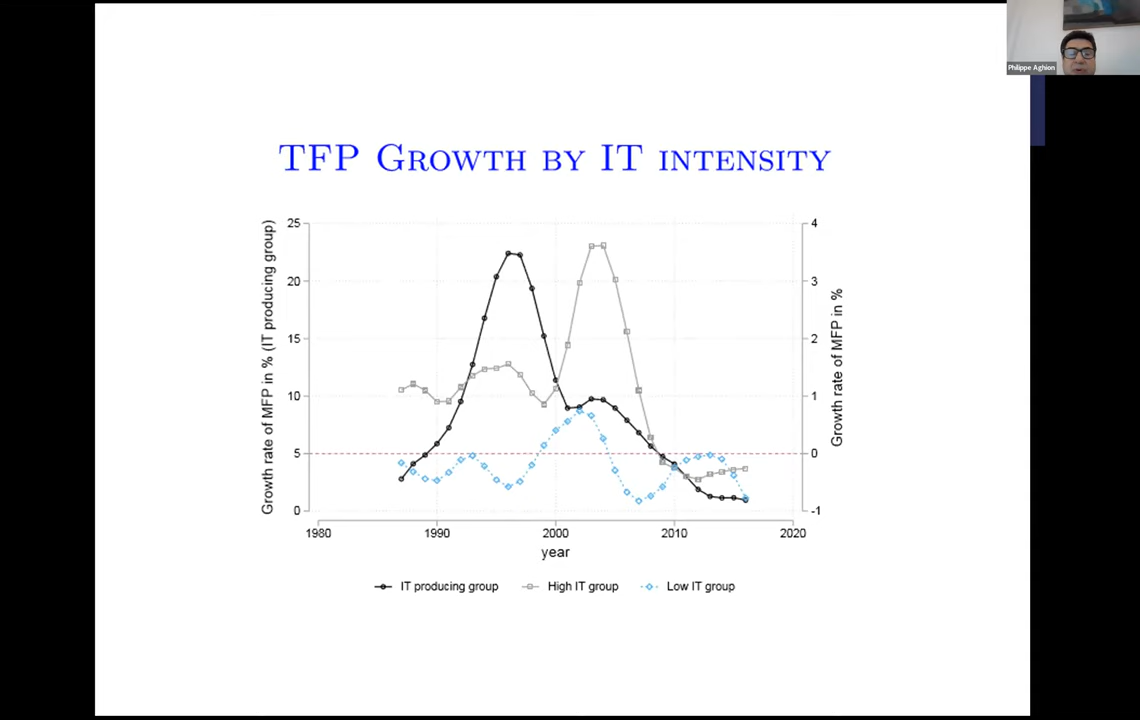 Philippe Aghion
TFP Growth by IT intensity
Growth rate of MFP in % (IT producing group)
25
20
15
10
5
0
4
3
2
1
0
-1
Growth rate of MFP in %
1980
1990
2000
2010
2020
year
IT producing group
High IT group
Low IT group